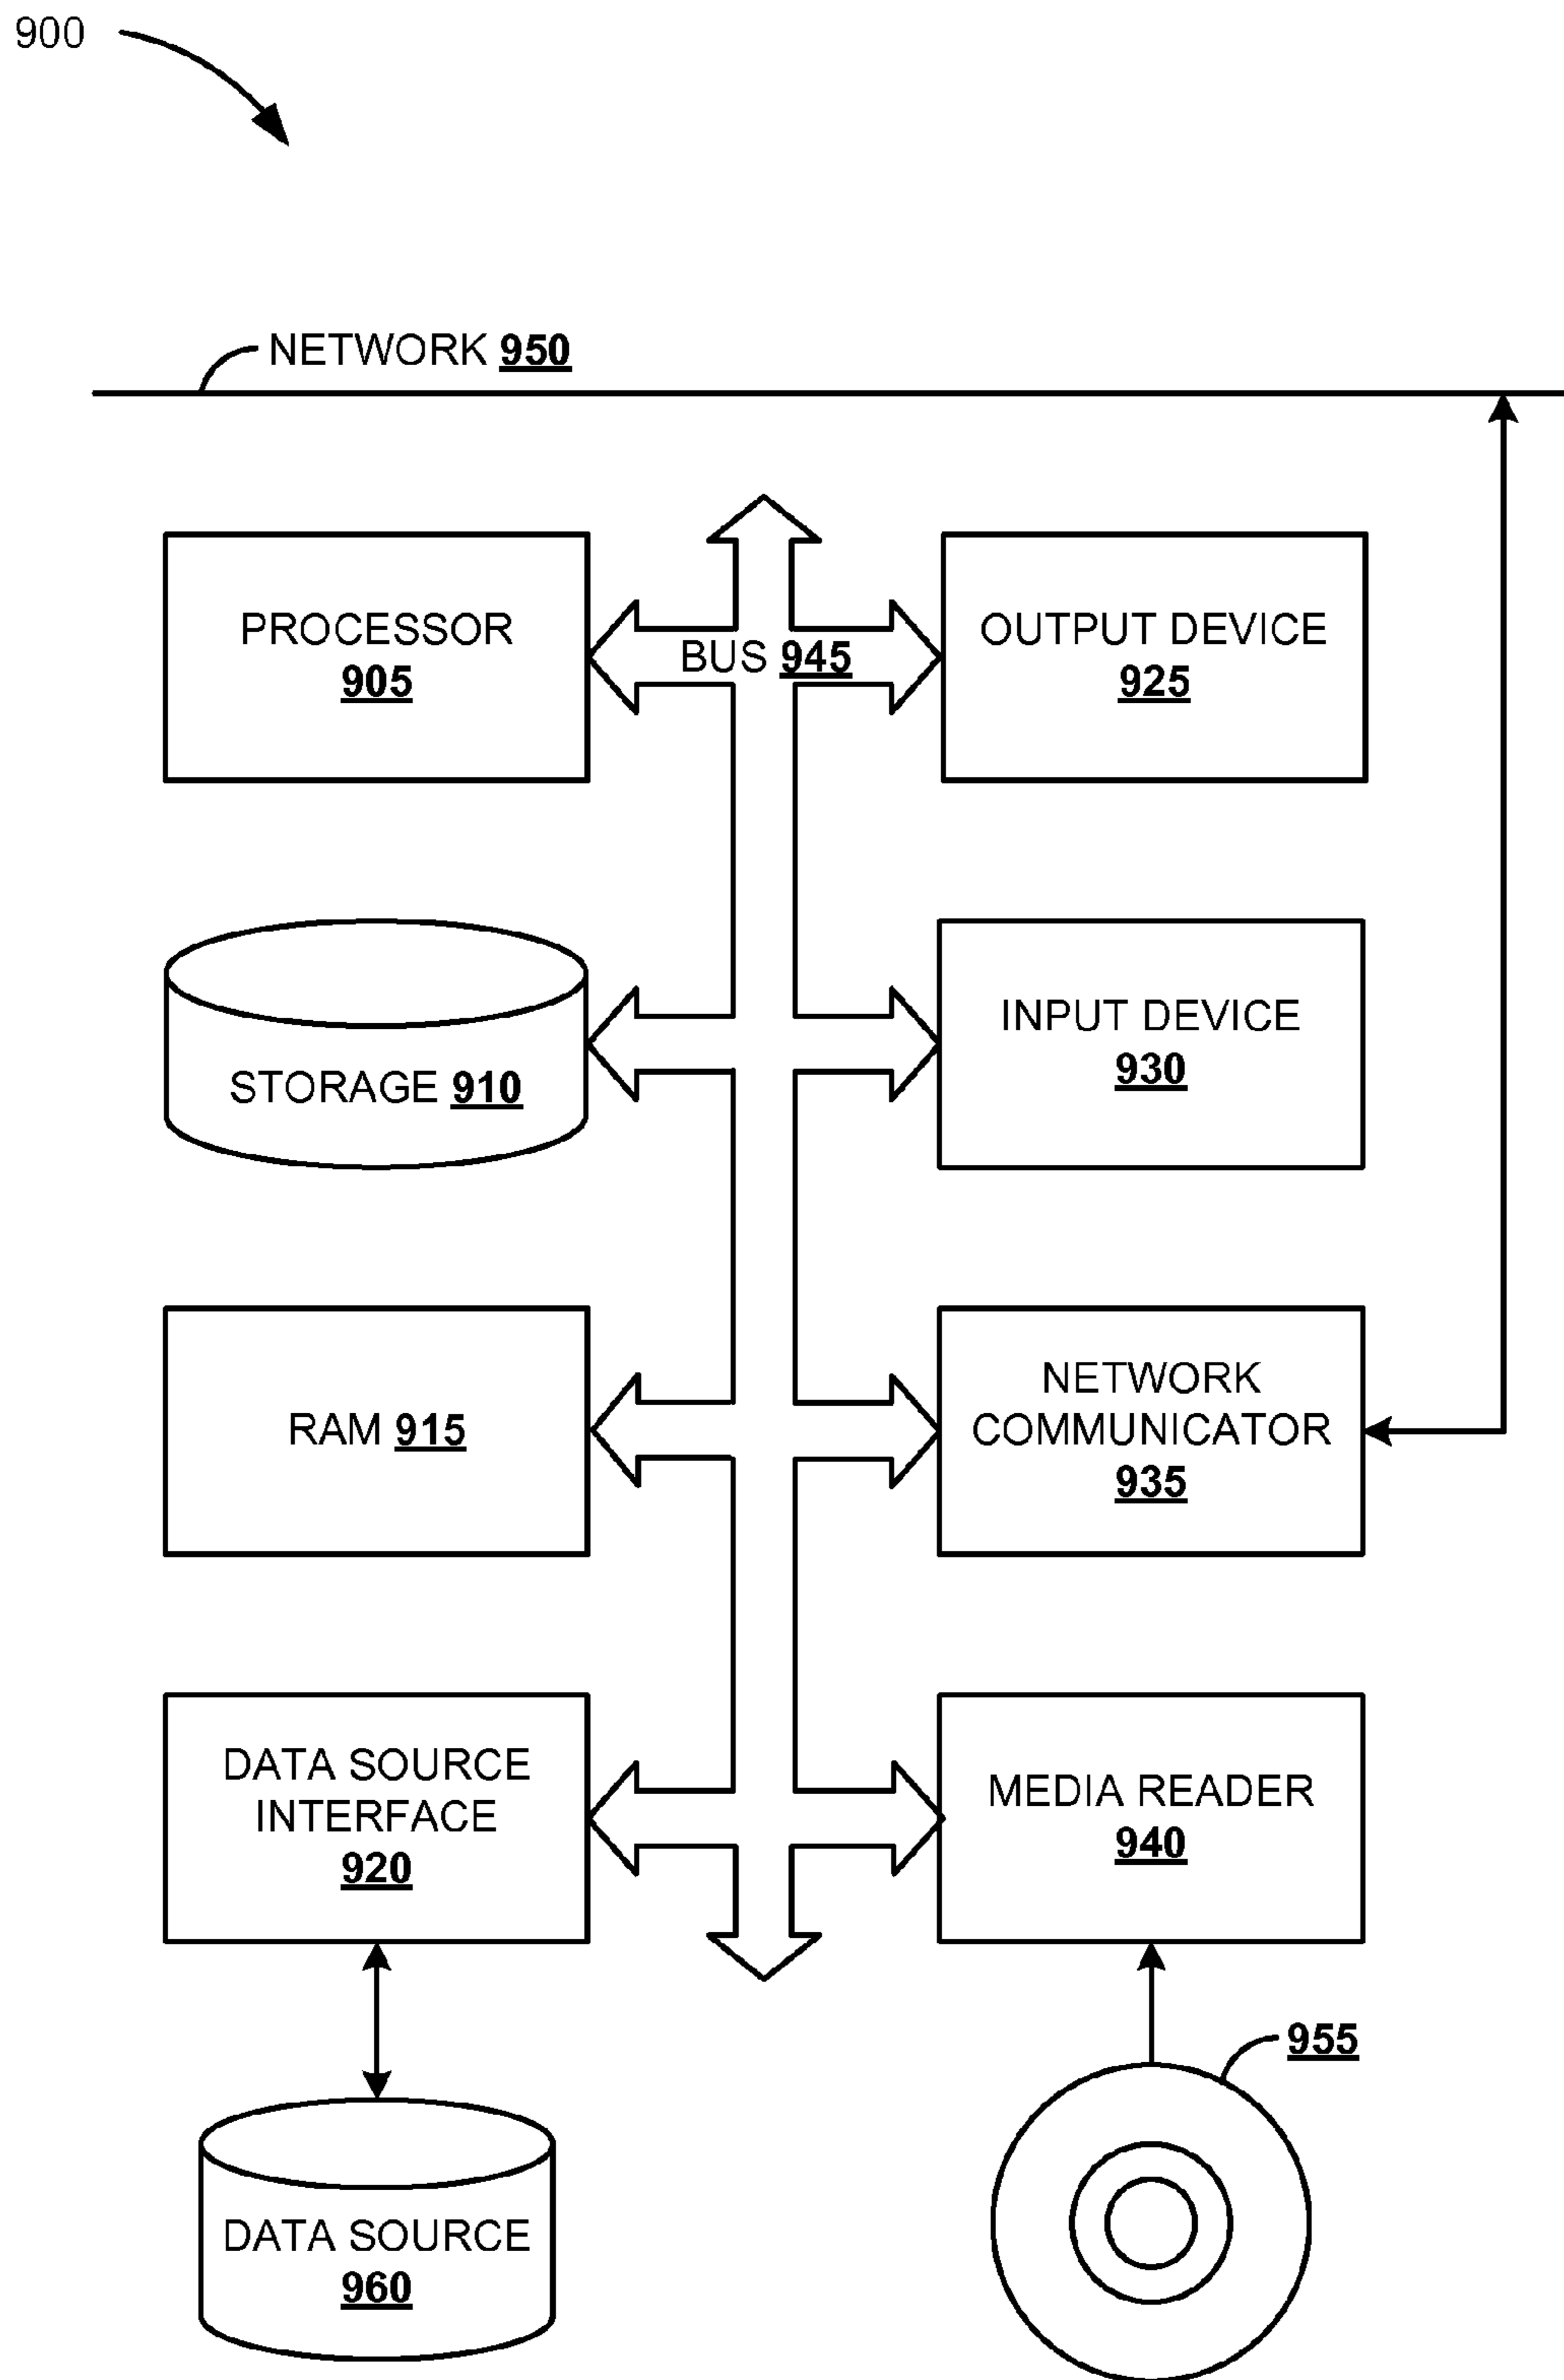 900
NETWORK 950
PROCESSOR
905
BUS 945
OUTPUT DEVICE
925
STORAGE 910
INPUT DEVICE
930
RAM 915
NETWORK
COMMUNICATOR
935
DATA SOURCE
INTERFACE
920
MEDIA READER
940
955
DATA SOURCE
960